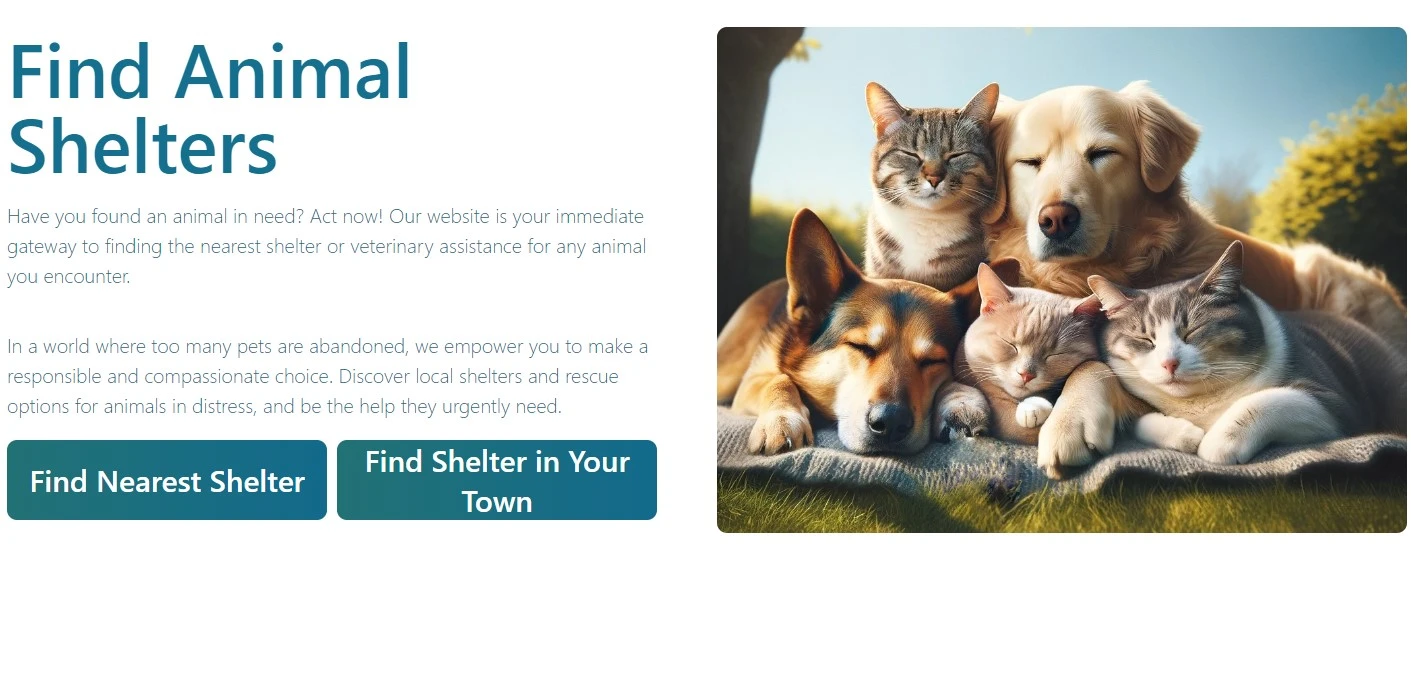 Find Animal
Shelters
Have you found an animal in need? Act now! Our website is your immediate
gateway to finding the nearest shelter or veterinary assistance for any animal
you encounter.
In a world where too many pets are abandoned, we empower you to make a
responsible and compassionate choice. Discover local shelters and rescue
options for animals in distress, and be the help they urgently need.
Find Nearest Shelter
Find Shelter in Your
Town